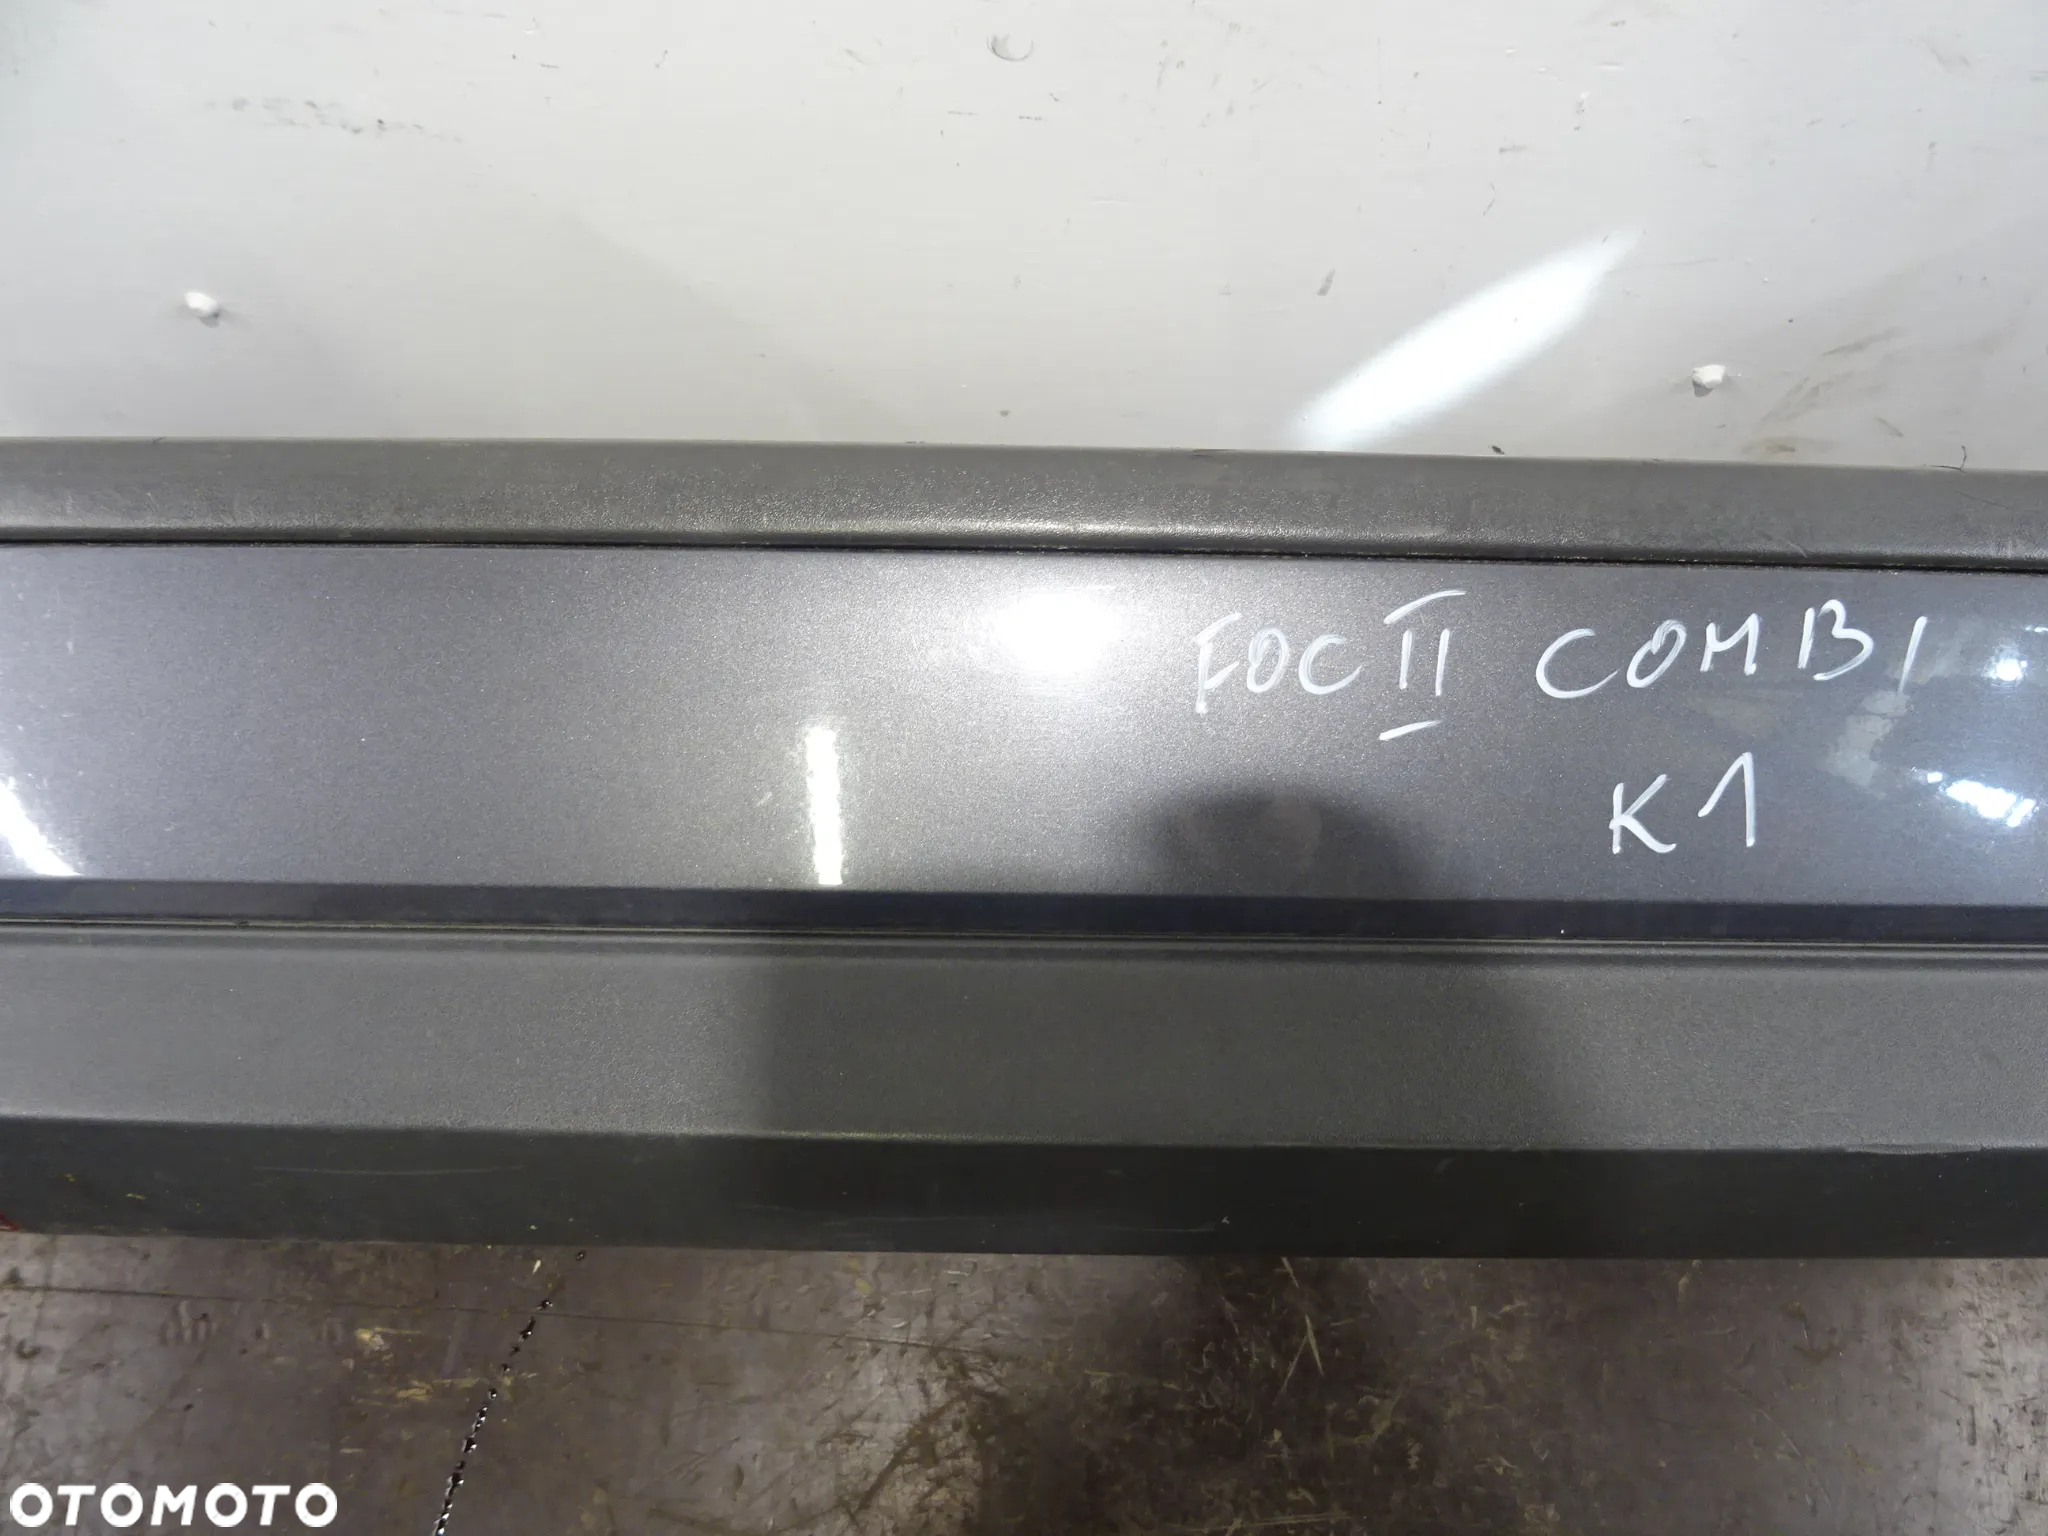 FOC II COMBI
K1
OTOMOTO